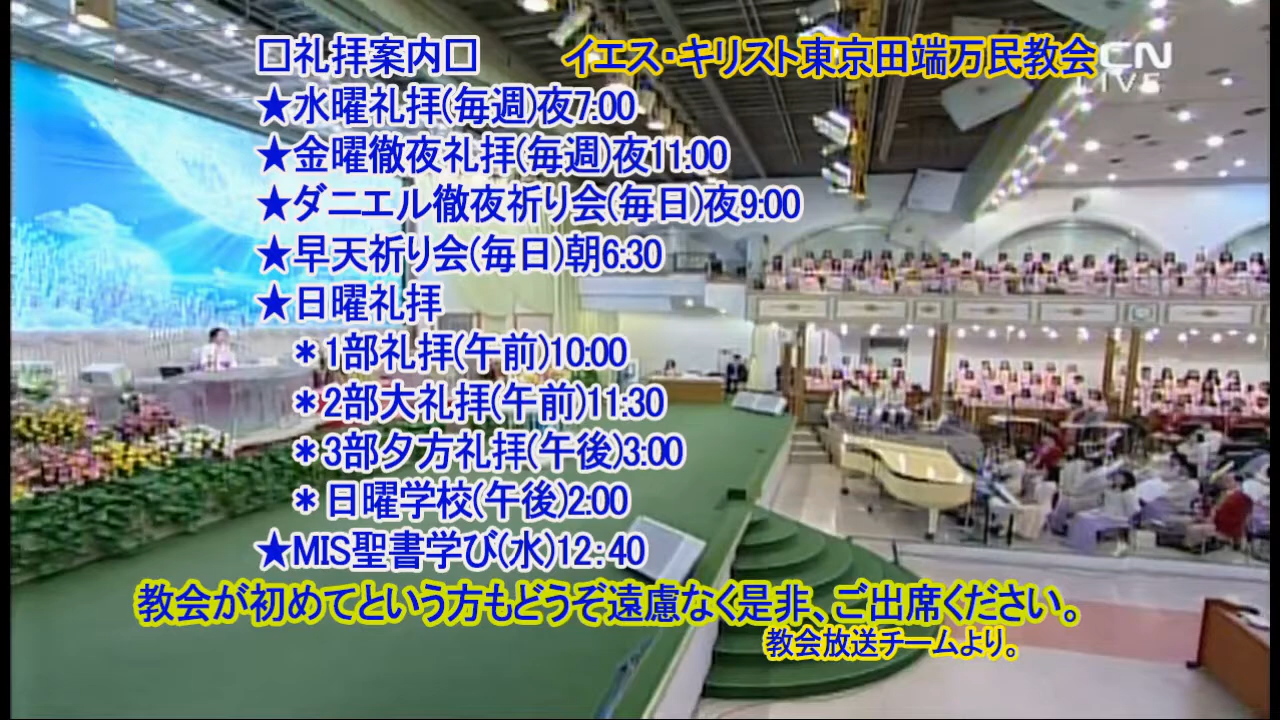 □礼拝案内□ イエス・キリスト東京田端万民教会 CN
LIVE
★水曜礼拝(毎週)夜7:00
★金曜徹夜礼拝(毎週)夜11:00
★ダニエル徹夜祈り会(毎日)夜9:00
★早天祈り会(毎日)朝6:30
★日曜礼拝
*1部礼拝(午前)10:00
*2部大礼拝(午前)11:30
*3部夕方礼拝(午後)3:00
*日曜学校(午後)2:00
★MIS聖書学び(水)12:40
教会が初めてという方もどうぞ遠慮なく是非、ご出席ください。
教会放送チームより。